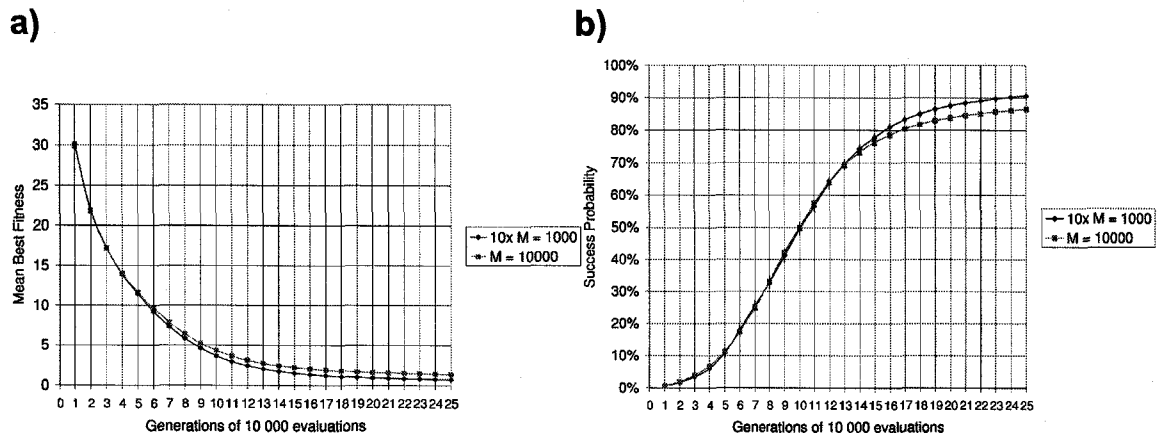 a)
35
30
25
20
15
10
5
0
Mean Best Fitness
0 1 2 3 4 5 6 7 8 9 10 11 12 13 14 15 16 17 18 19 20 21 22 23 24 25
Generations of 10 000 evaluations
10x M = 1000
M = 10000
b)
100%
90%
80%
70%
60%
50%
40%
30%
20%
10%
0%
Success Probability
0 1 2 3 4 5 6 7 8 9 10 11 12 13 14 15 16 17 18 19 20 21 22 23 24 25
Generations of 10 000 evaluations
10x M = 1000
M = 10000